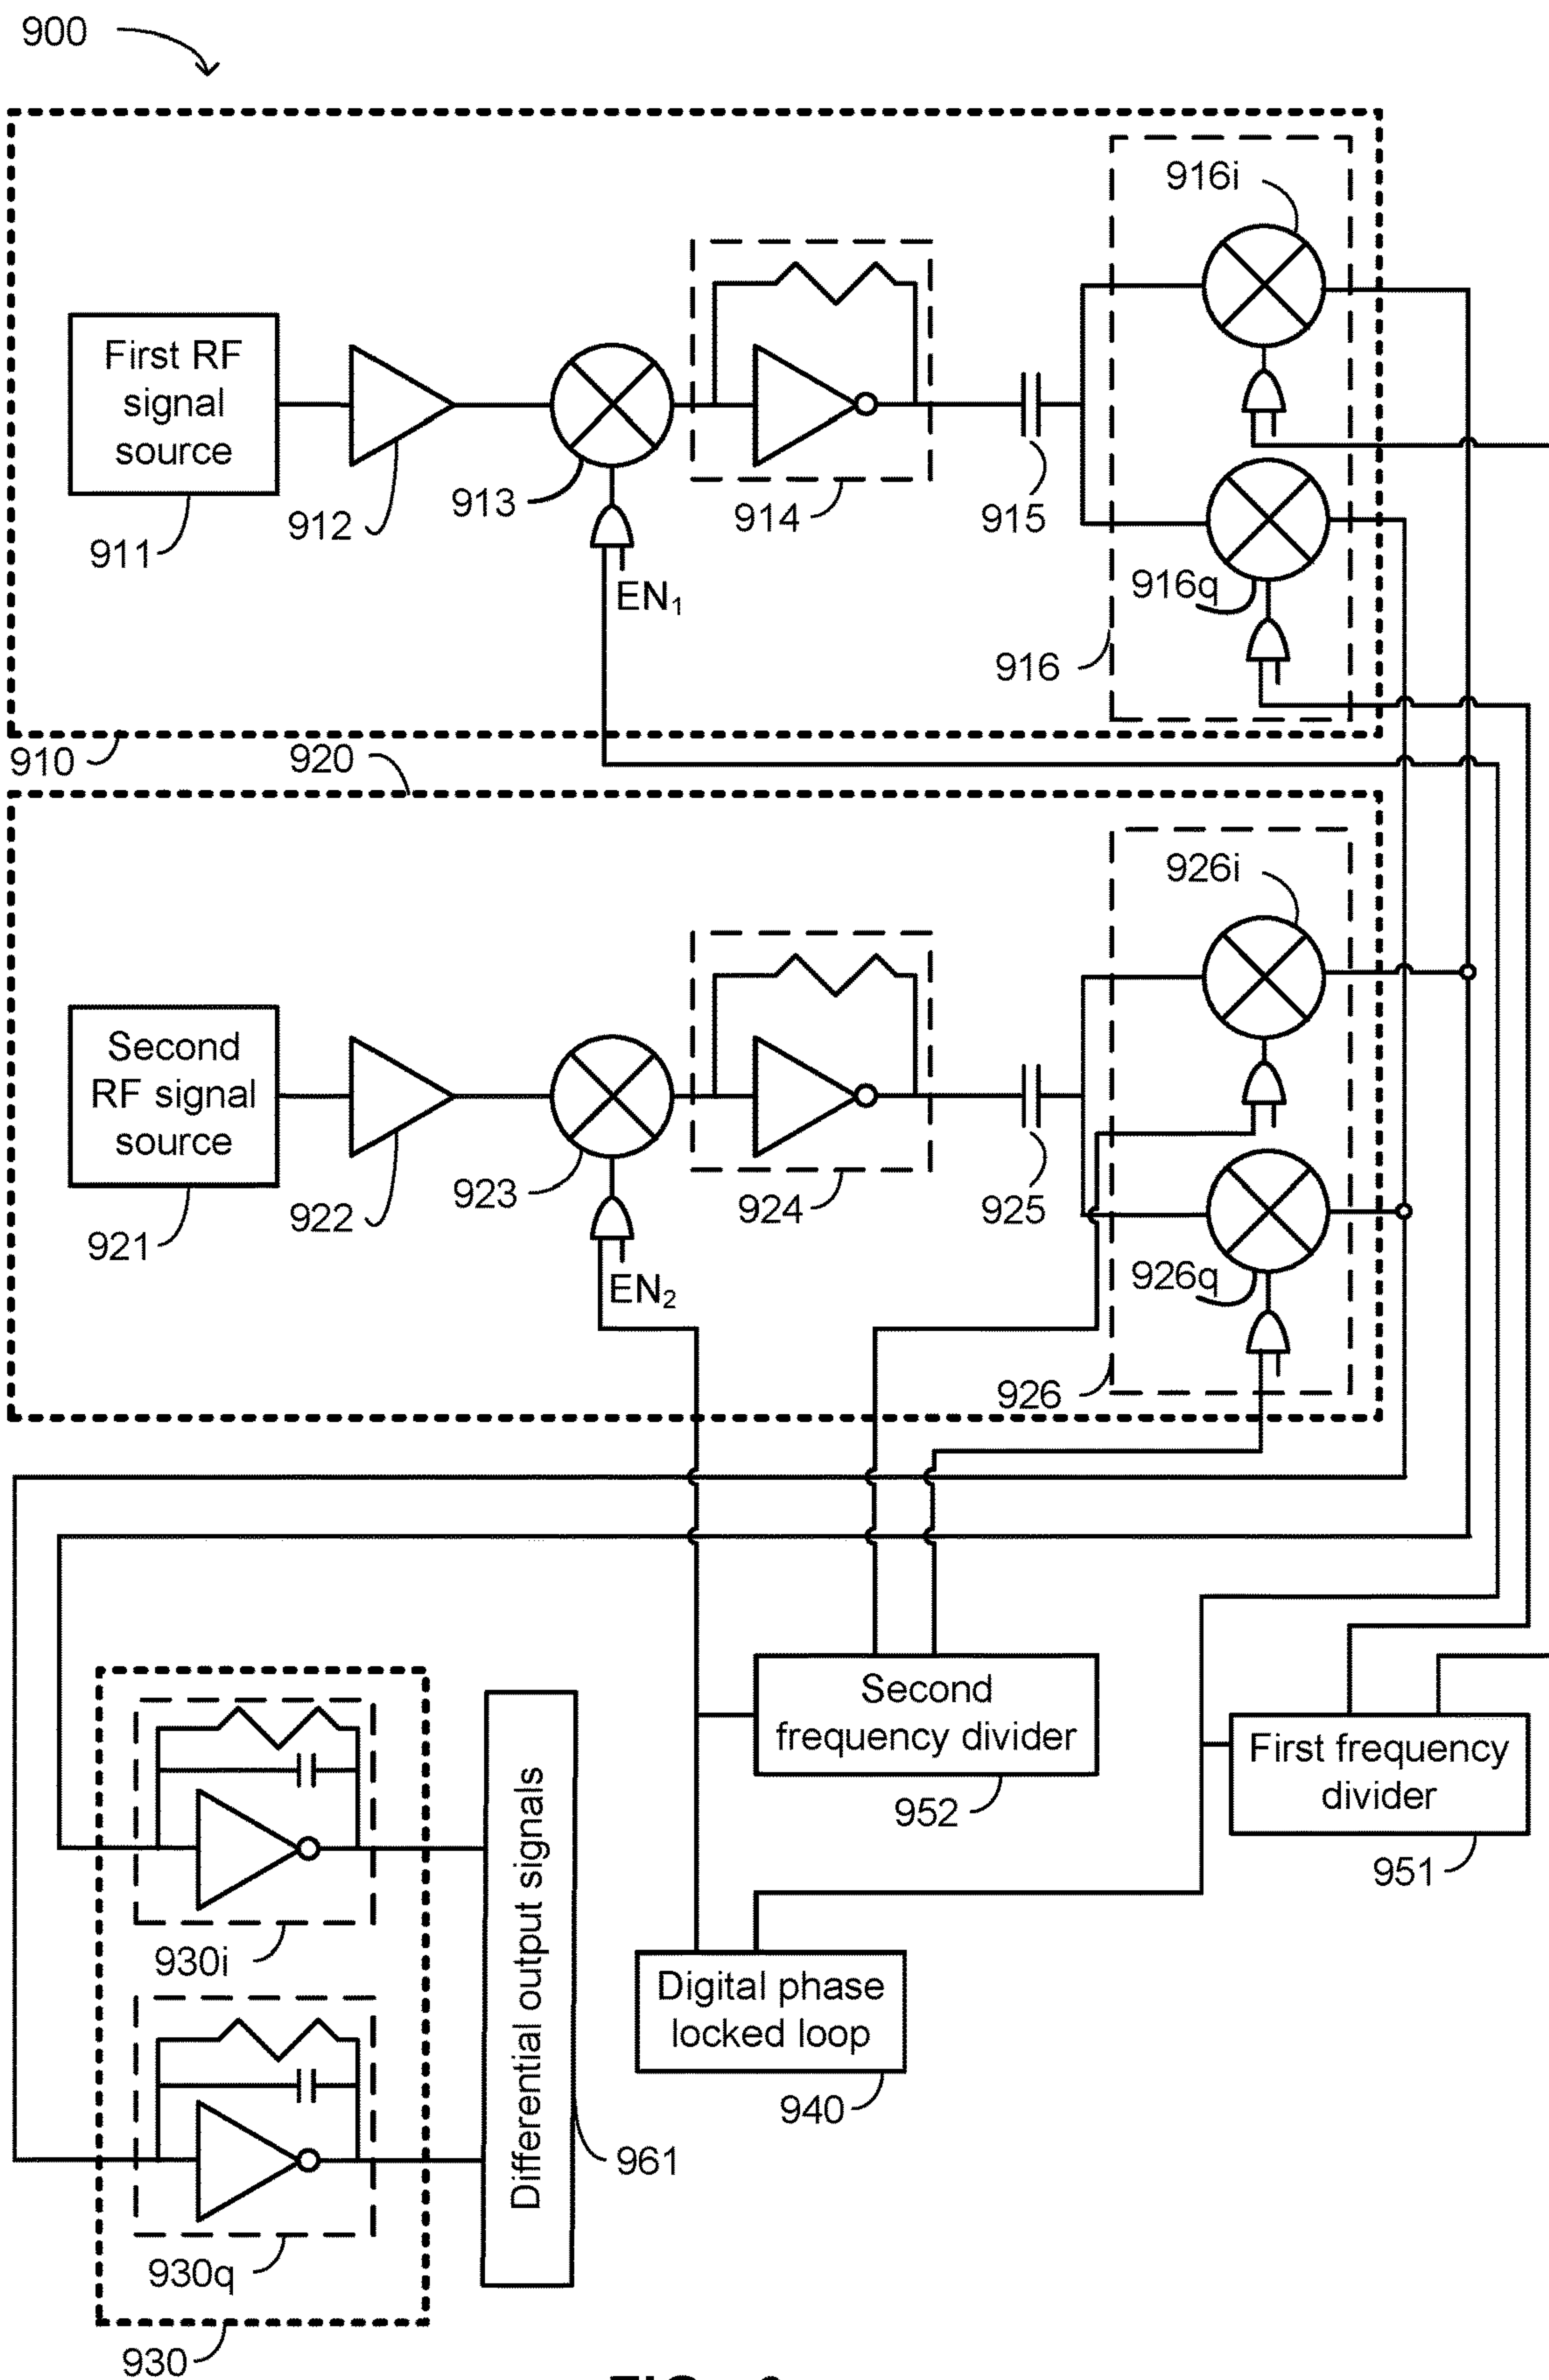 900
916i
First RF
signal
source
911
912
913
EN₁
914
915
916q
916
910
920
926i
Second
RF signal
source
921
922
923
EN₂
924
925
926q
926
Second
frequency divider
952
First frequency
divider
951
930i
Differential output signals
Digital phase
locked loop
940
961
930q
930